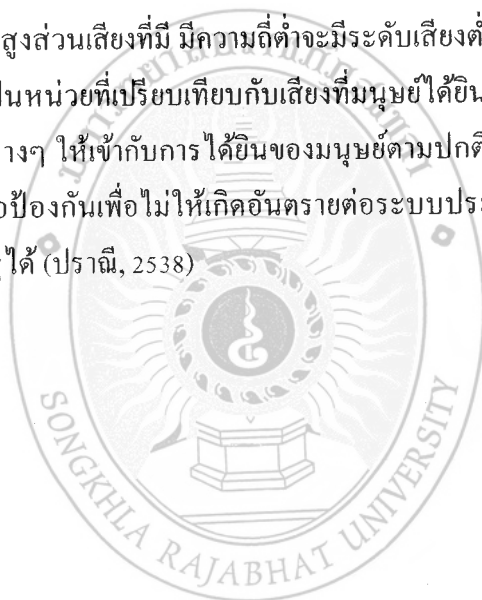 สูงส่วนเสียงที่มี มีความถี่ต่ำจะมีระดับเสียงต่
ป็นหน่วยที่เปรียบเทียบกับเสียงที่มนุษย์ได้ยิน
างๆ ให้เข้ากับการได้ยินของมนุษย์ตามปกติ
อป้องกันเพื่อไม่ให้เกิดอันตรายต่อระบบประ
ได้ (ปราณี, 2538)
SONGKHLA RAJABHAT UNIVERSITY